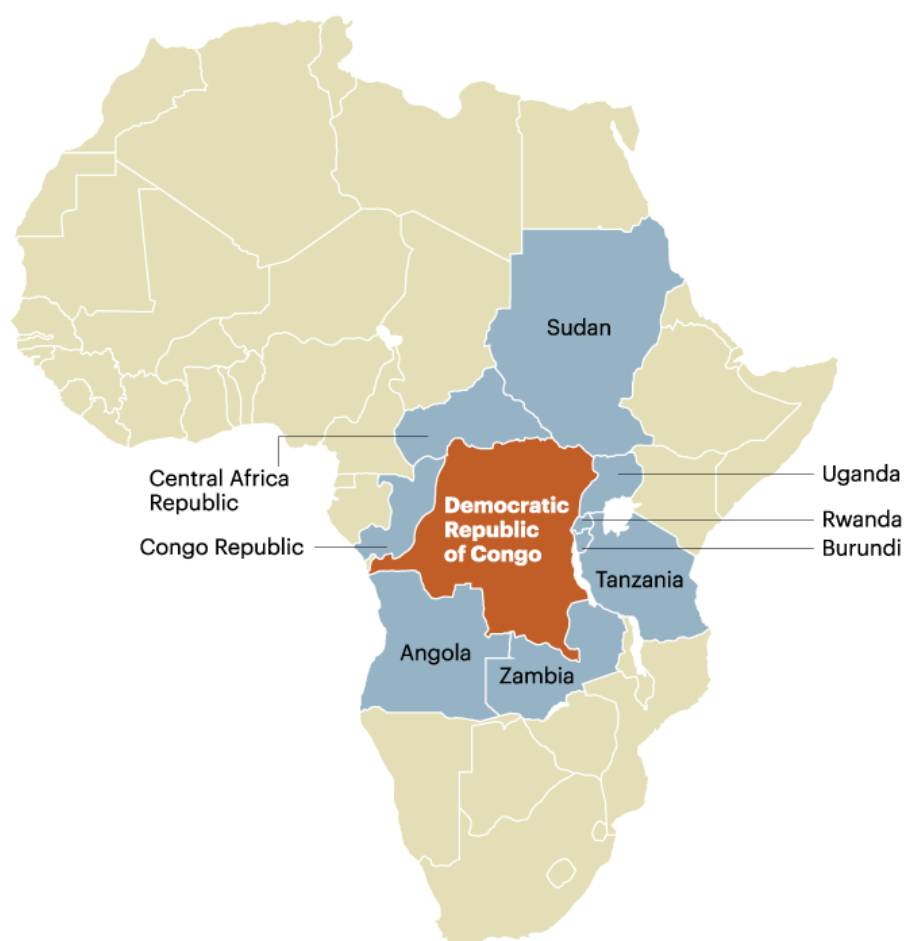 Sudan
Central Africa
Republic
Democratic
Republic
of Congo
Uganda
Rwanda
Congo Republic
Burundi
Tanzania
Angola
Zambia